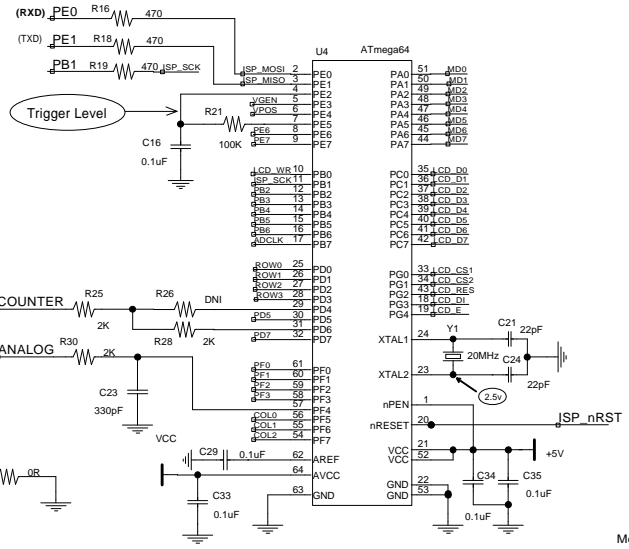 (RXD) PE0 R16 470
(TXD) PE1 R18 470
PB1 R19 470 ISP_SCK
Trigger Level
C16
0.1uF
R21
100K
U4 ATmega64
ISP_MOSI 2 PE0
ISP_MISO 3 PE1
4 PE2
VGEN 5 PE3
VPOS 6 PE4
7 PE5
PE6 8 PE6
PE7 9 PE7
LCD_WR 10 PB0
ISP_SCK 11 PB1
PB2 12 PB2
PB3 13 PB3
PB4 14 PB4
PB5 15 PB5
PB6 16 PB6
ADCLK 17 PB7
ROW0 25 PD0
ROW1 26 PD1
ROW2 27 PD2
ROW3 28 PD3
29 PD4
PD5 30 PD5
31 PD6
PD7 32 PD7
PF0 61 PF0
PF1 60 PF1
PF2 59 PF2
PF3 58 PF3
57 PF4
COL0 56 PF5
COL1 55 PF6
COL2 54 PF7
62 AREF
64 AVCC
63 GND
PA0 51 MD0
PA1 50 MD1
PA2 49 MD2
PA3 48 MD3
PA4 47 MD4
PA5 46 MD5
PA6 45 MD6
PA7 44 MD7
PC0 35 LCD_D0
PC1 36 LCD_D1
PC2 37 LCD_D2
PC3 38 LCD_D3
PC4 39 LCD_D4
PC5 40 LCD_D5
PC6 41 LCD_D6
PC7 42 LCD_D7
PG0 33 LCD_CS1
PG1 34 LCD_CS2
PG2 43 LCD_RES
PG3 18 LCD_DI
PG4 19 LCD_E
XTAL1 24
XTAL2 23
nPEN 1
nRESET 20 ISP_nRST
VCC 21
VCC 52
GND 22
GND 53
Y1
20MHz
C21
22pF
C24
22pF
2.5v
+5V
C34
0.1uF
C35
0.1uF
COUNTER R25 2K
R26 DNI
R28 2K
ANALOG R30 2K
C23
330pF
VCC
C29 0.1uF
C33
0.1uF
0R